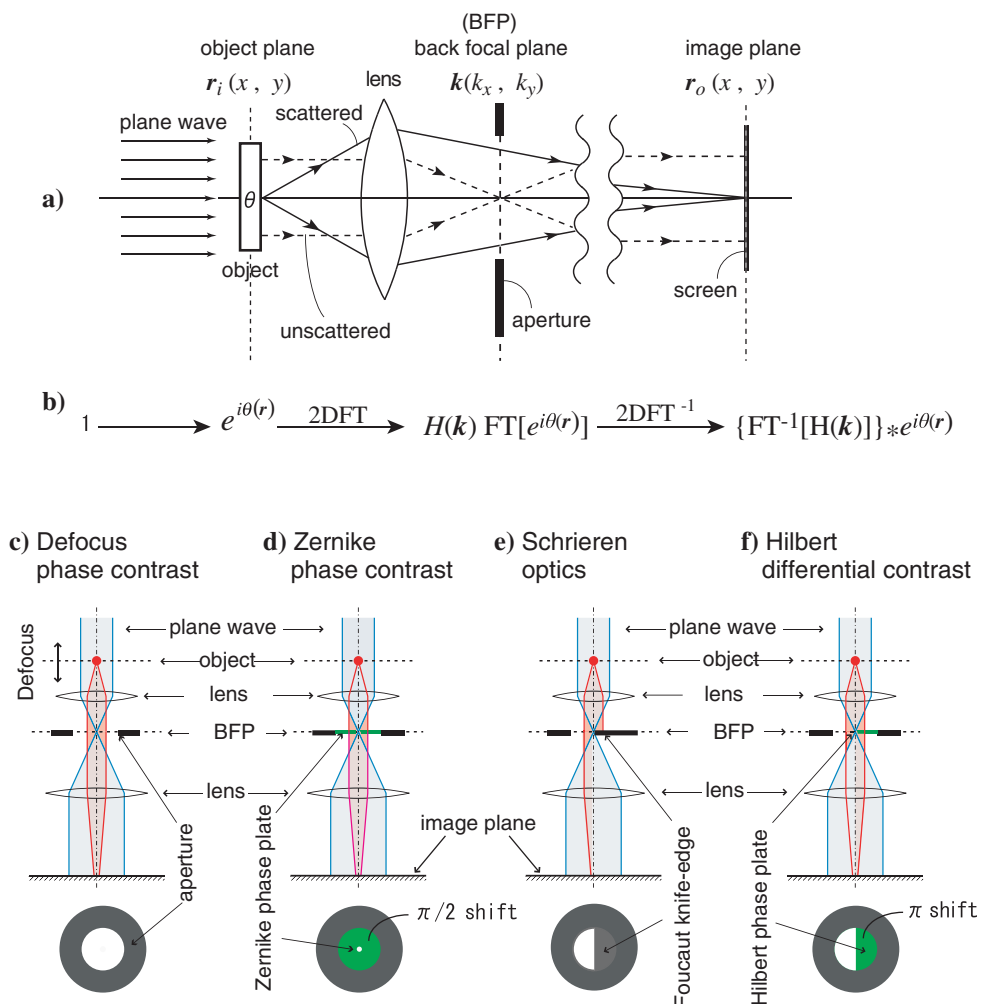 (BFP)
object plane back focal plane image plane
r_i (x , y) lens k(k_x , k_y) r_o (x , y)
plane wave scattered
a) θ
object
unscattered aperture screen
b) 1 e^{iθ(r)} 2DFT H(k) FT[e^{iθ(r)}] 2DFT^{-1} {FT^{-1}[H(k)]}*e^{iθ(r)}
c) Defocus
phase contrast
d) Zernike
phase contrast
e) Schrieren
optics
f) Hilbert
differential contrast
Defocus
plane wave
object
lens
BFP
lens
plane wave
object
lens
BFP
lens
image plane
aperture
Zernike phase plate
π/2 shift
Foucaut knife-edge
Hilbert phase plate
π shift